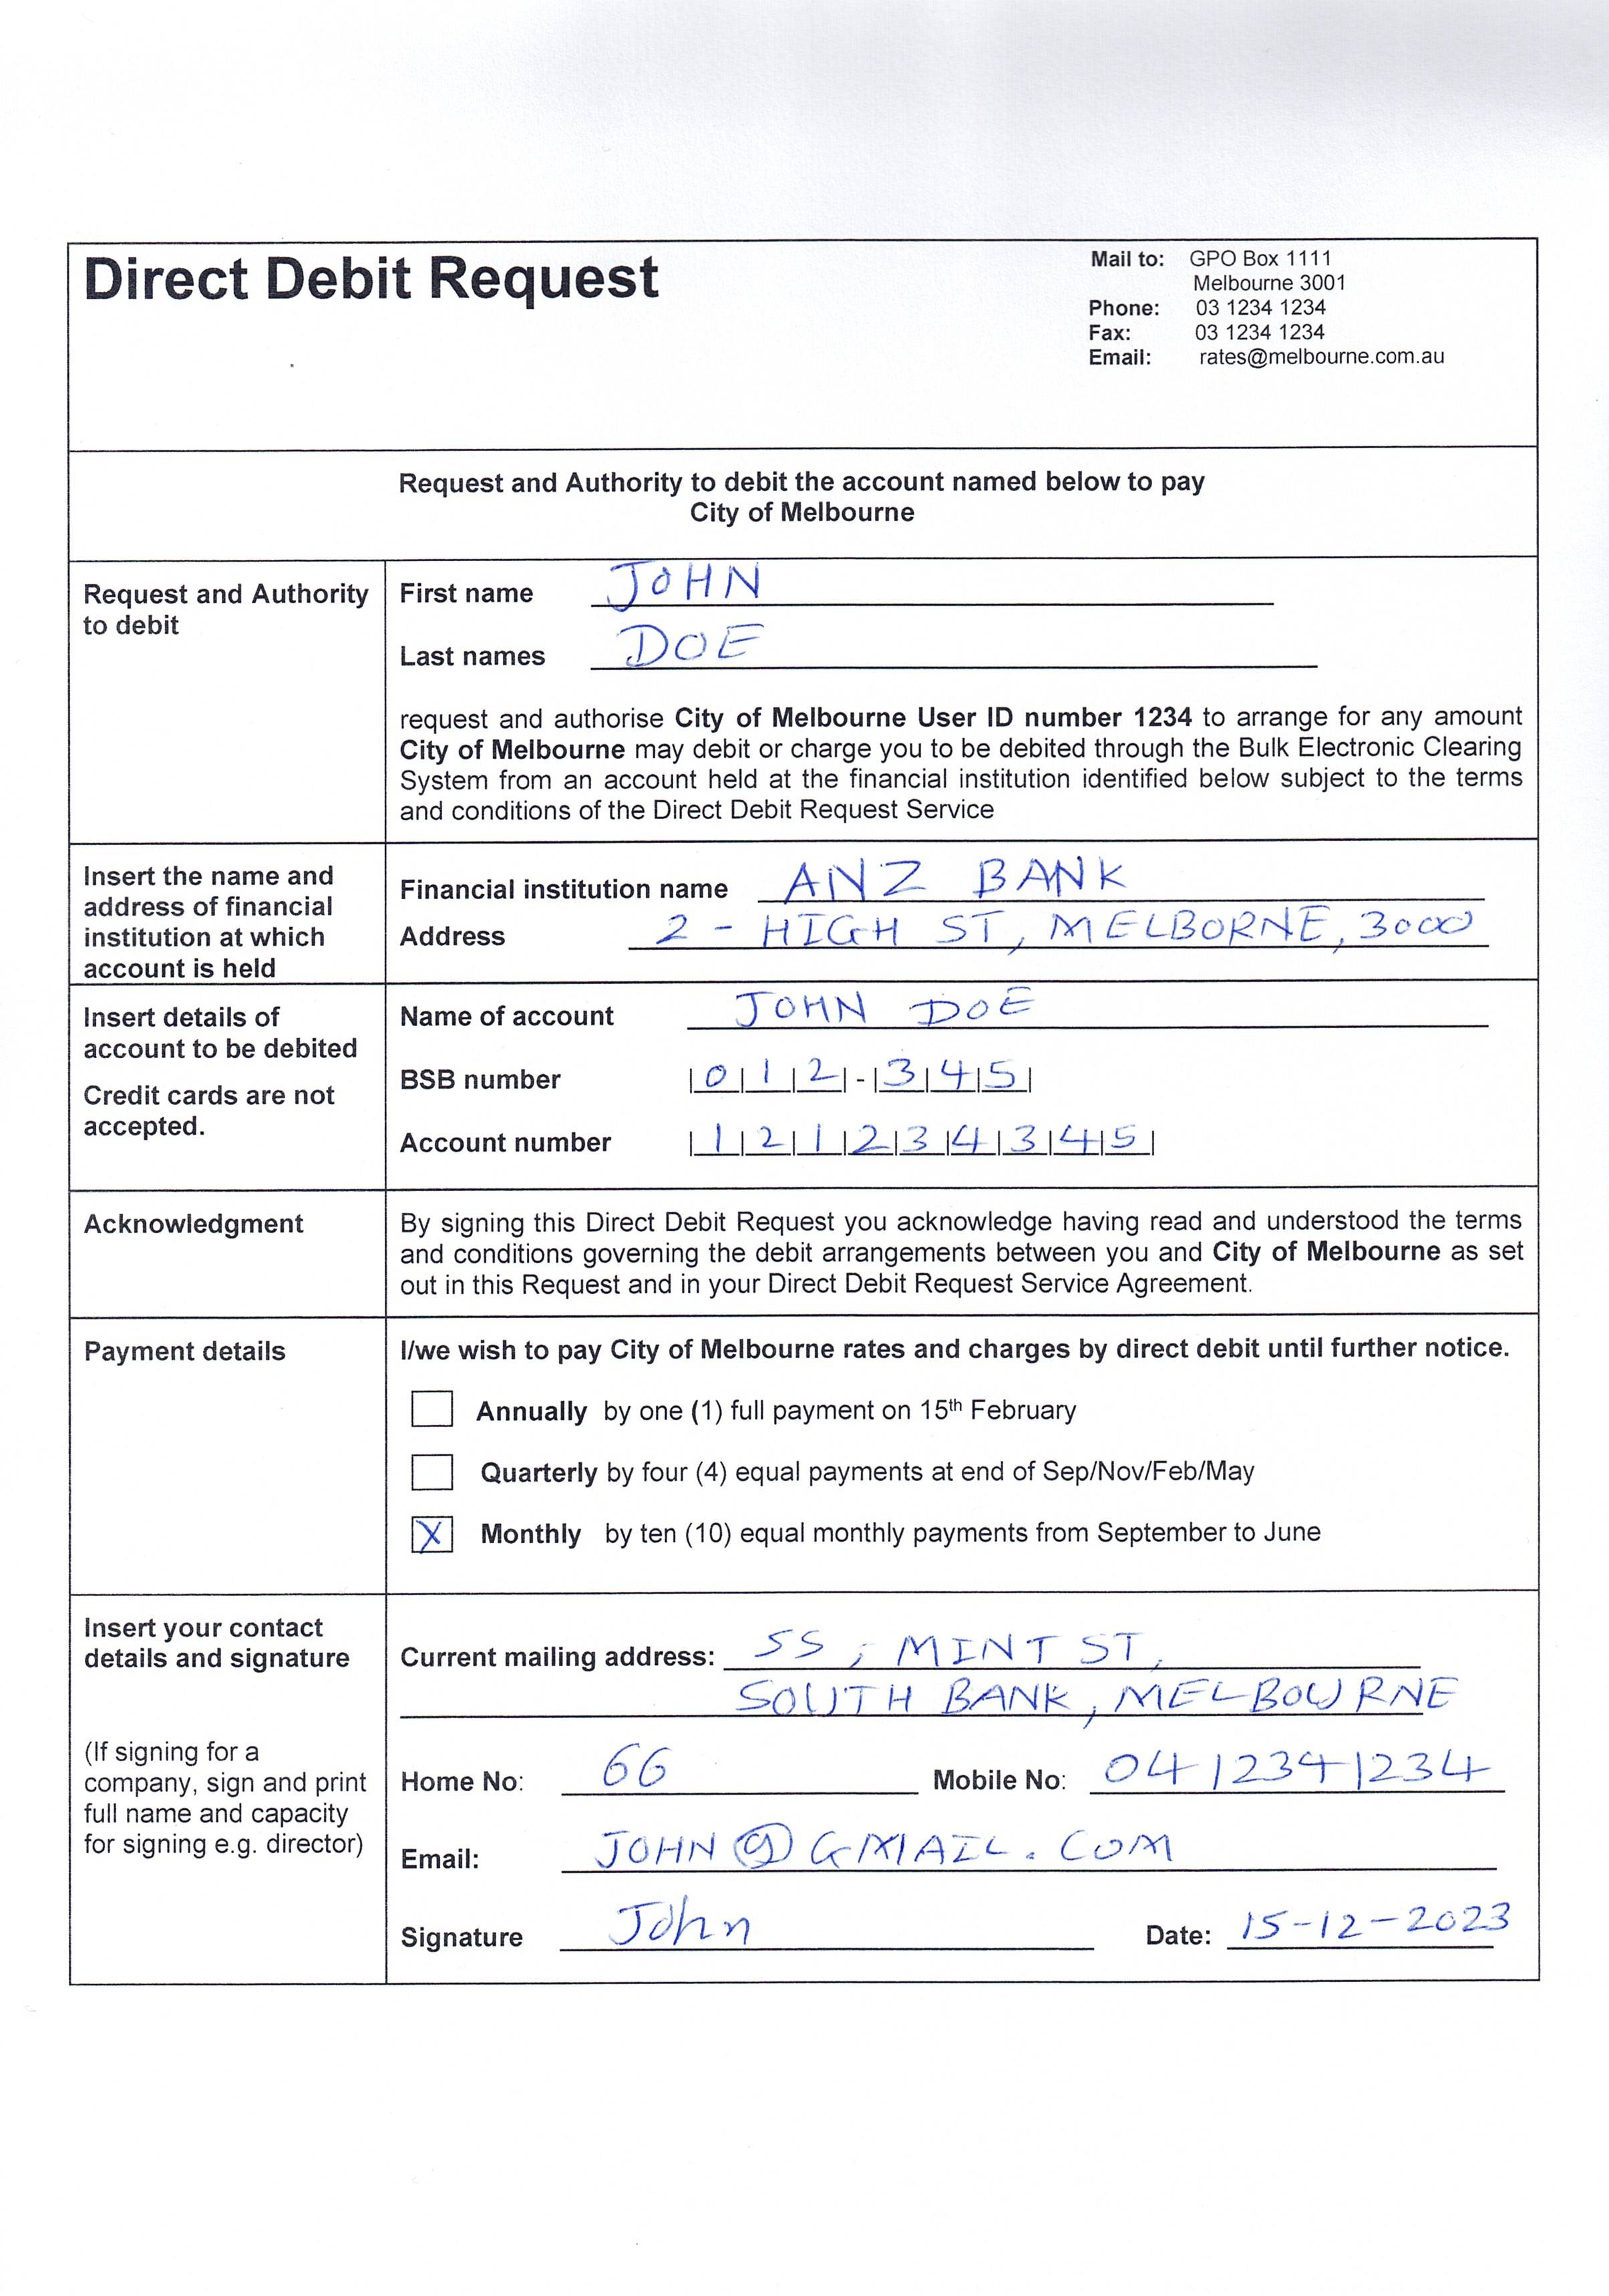 Direct Debit Request
Mail to: GPO Box 1111
Melbourne 3001
Phone: 03 1234 1234
Fax: 03 1234 1234
Email: rates@melbourne.com.au
Request and Authority to debit the account named below to pay
City of Melbourne
Request and Authority
to debit
First name JOHN
Last names DOE
request and authorise City of Melbourne User ID number 1234 to arrange for any amount
City of Melbourne may debit or charge you to be debited through the Bulk Electronic Clearing
System from an account held at the financial institution identified below subject to the terms
and conditions of the Direct Debit Request Service
Insert the name and
address of financial
institution at which
account is held
Financial institution name ANZ BANK
Address 2 - HIGH ST, MELBORNE, 3000
Insert details of
account to be debited
Credit cards are not
accepted.
Name of account JOHN DOE
BSB number |0|1|2|-|3|4|5|
Account number |1|2|1|2|3|4|3|4|5|
Acknowledgment
By signing this Direct Debit Request you acknowledge having read and understood the terms
and conditions governing the debit arrangements between you and City of Melbourne as set
out in this Request and in your Direct Debit Request Service Agreement.
Payment details
I/we wish to pay City of Melbourne rates and charges by direct debit until further notice.
Annually by one (1) full payment on 15th February
Quarterly by four (4) equal payments at end of Sep/Nov/Feb/May
X Monthly by ten (10) equal monthly payments from September to June
Insert your contact
details and signature
(If signing for a
company, sign and print
full name and capacity
for signing e.g. director)
Current mailing address: 55, MINT ST,
SOUTH BANK, MELBOURNE
Home No: 66 Mobile No: 0412341234
Email: JOHN@GMAIL.COM
Signature John Date: 15-12-2023